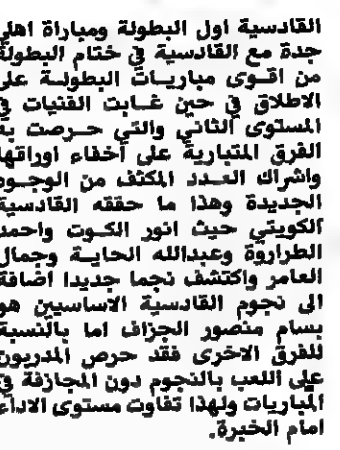 القادسية اول البطولة ومباراة اهلي
جدة مع القادسية في ختام البطولة
من اقوى مباريات البطولة على
الاطلاق في حين غابت الفنيات في
المستوى الثاني والتي حرصت به
الفرق المتبارية على أخفاء اوراقها
واشراك العدد المكثف من الوجوه
الجديدة وهذا ما حققه القادسية
الكويتي حيث انور الكوت واحمد
الطراروة وعبدالله الحاية وجمال
العامر واكتشف نجما جديدا اضافة
الى نجوم القادسية الاساسيين هو
بسام منصور الجزاف اما بالنسبة
للفرق الاخرى فقد حرص المدربون
على اللعب بالنجوم دون المجازفة في
المباريات ولهذا تفاوت مستوى الاداء
امام الخبرة.